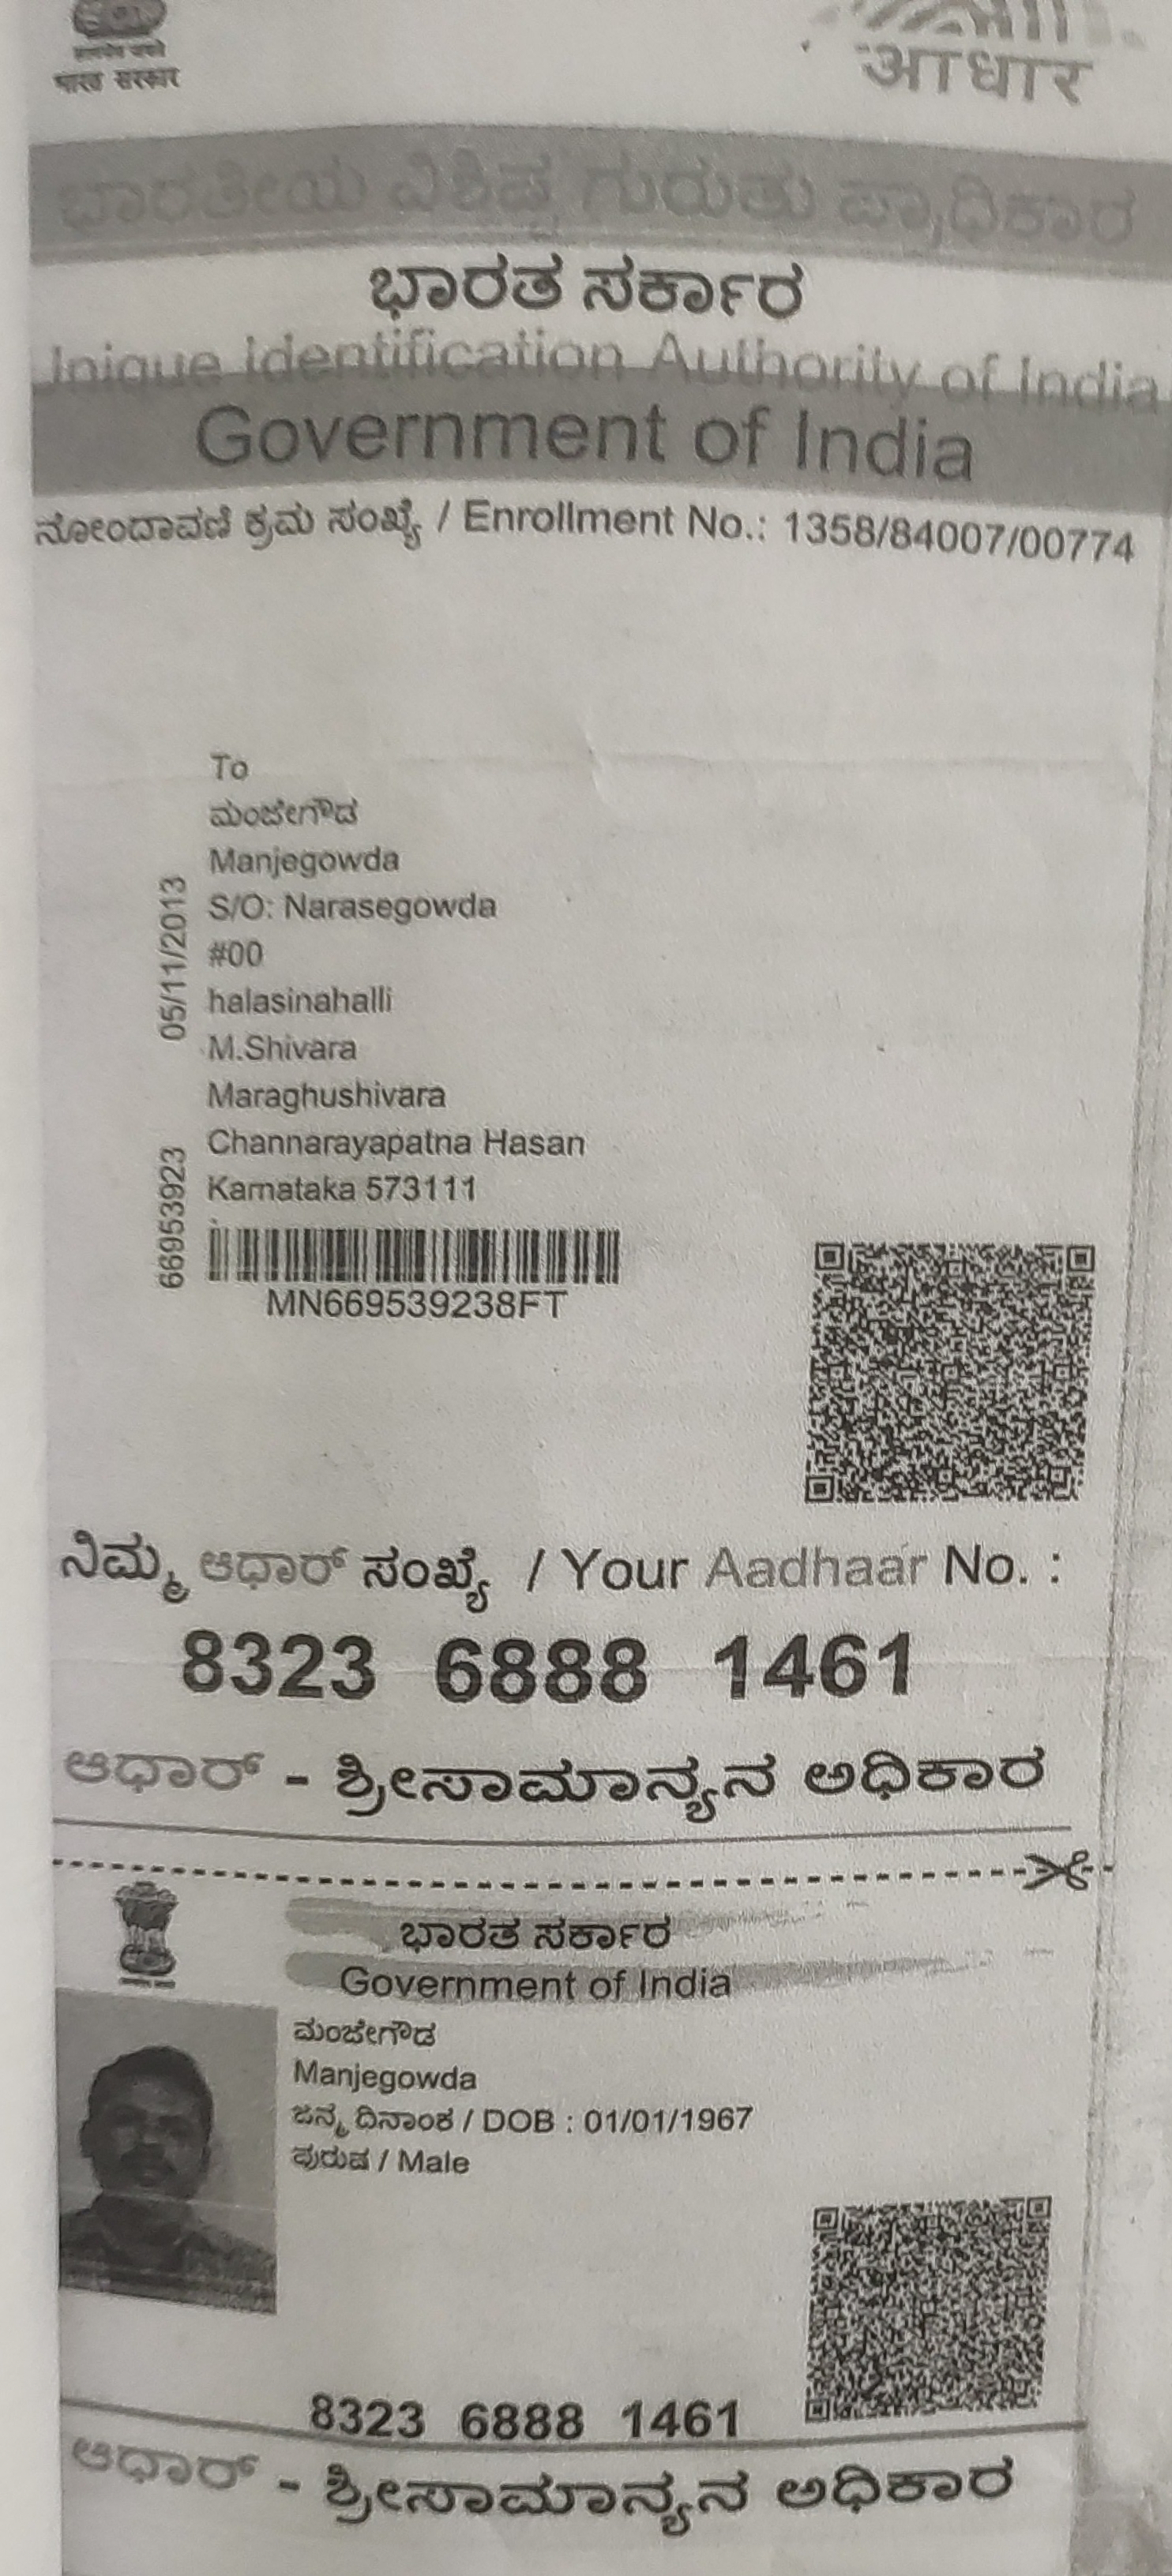 भारत सरकार
आधार
ಭಾರತೀಯ ವಿಶಿಷ್ಟ ಗುರುತು ಪ್ರಾಧಿಕಾರ
ಭಾರತ ಸರ್ಕಾರ
Unique Identification Authority of India
Government of India
ನೋಂದಾವಣೆ ಕ್ರಮ ಸಂಖ್ಯೆ / Enrollment No.: 1358/84007/00774
To
ಮಂಜೇಗೌಡ
Manjegowda
S/O: Narasegowda
#00
halasinahalli
M.Shivara
Maraghushivara
Channarayapatna Hasan
Karnataka 573111
05/11/2013
66953923
MN669539238FT
ನಿಮ್ಮ ಆಧಾರ್ ಸಂಖ್ಯೆ / Your Aadhaar No. :
8323 6888 1461
ಆಧಾರ್ - ಶ್ರೀಸಾಮಾನ್ಯನ ಅಧಿಕಾರ
ಭಾರತ ಸರ್ಕಾರ
Government of India
ಮಂಜೇಗೌಡ
Manjegowda
ಜನ್ಮ ದಿನಾಂಕ / DOB : 01/01/1967
ಪುರುಷ / Male
8323 6888 1461
ಆಧಾರ್ - ಶ್ರೀಸಾಮಾನ್ಯನ ಅಧಿಕಾರ